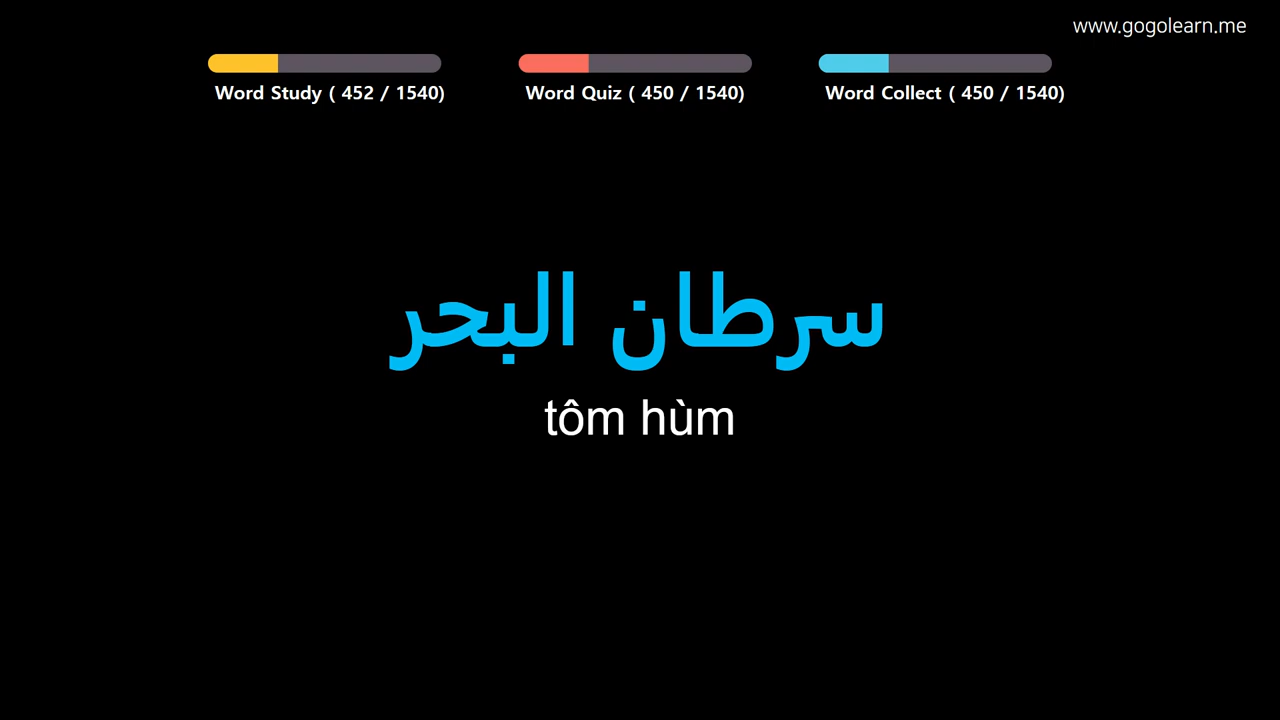 www.gogolearn.me
Word Study ( 452 / 1540)
Word Quiz ( 450 / 1540)
Word Collect ( 450 / 1540)
سرطان البحر
tôm hùm